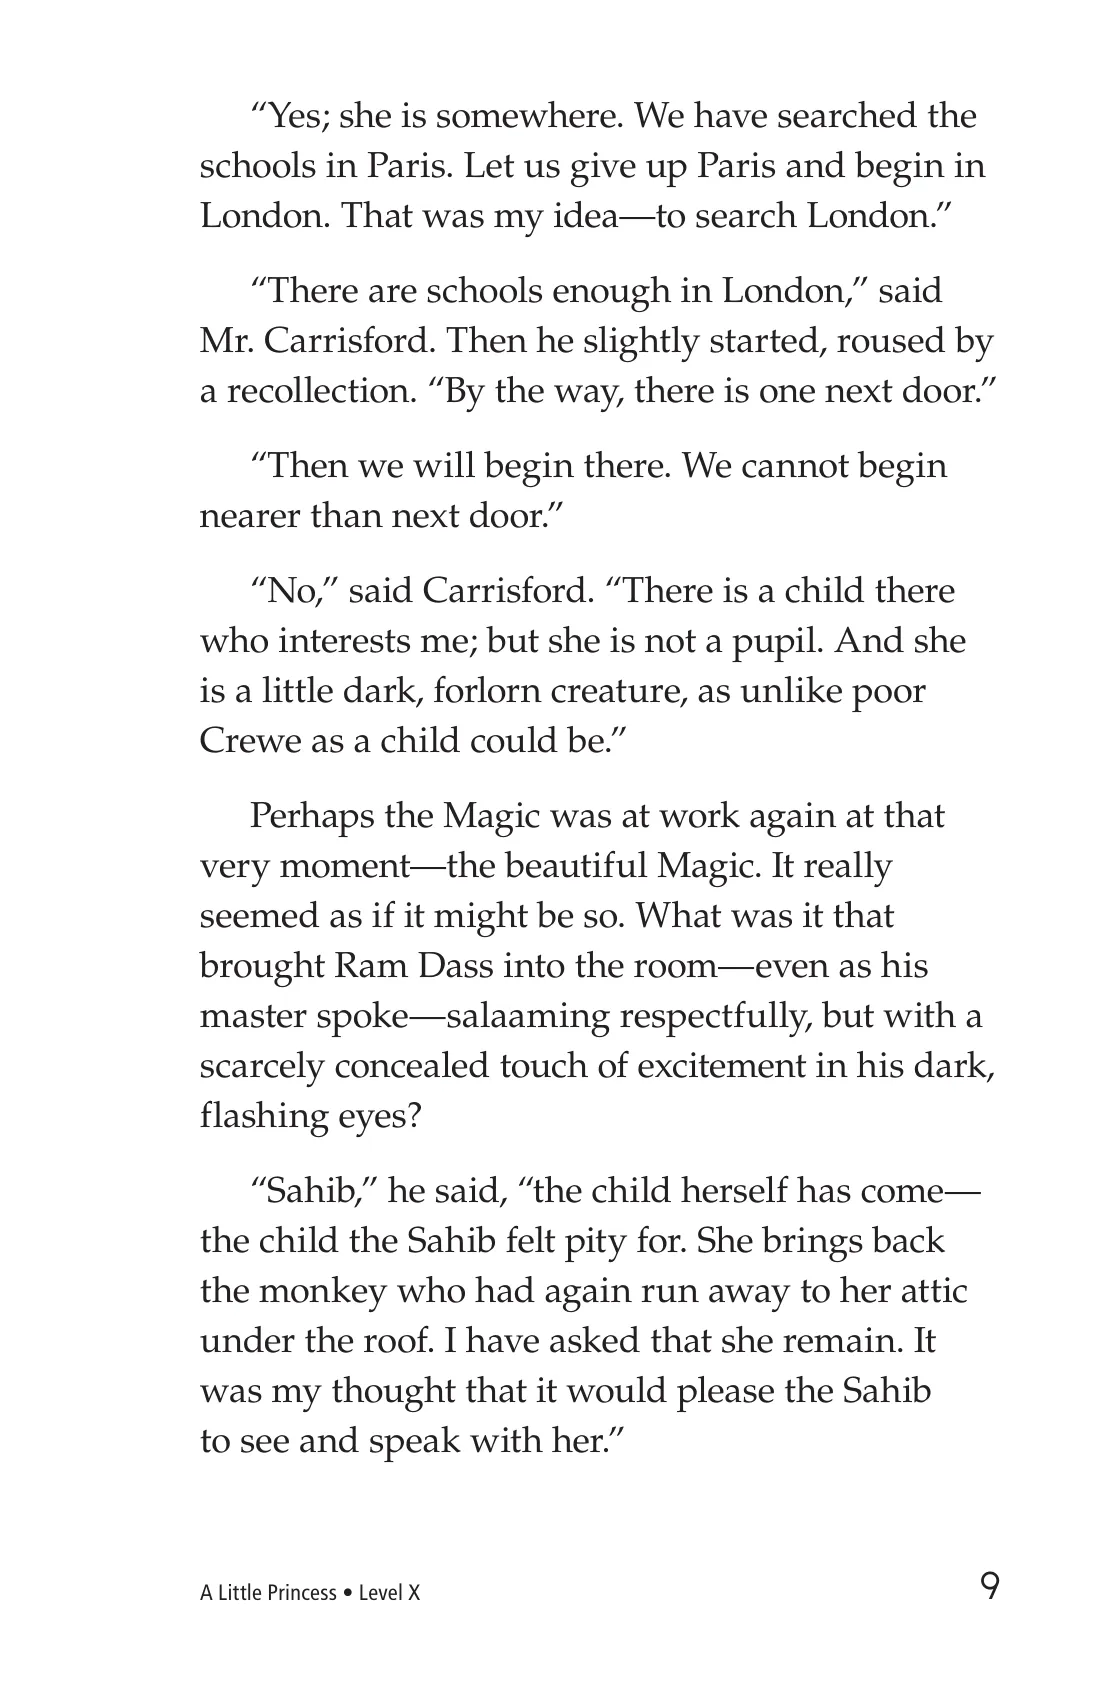 “Yes; she is somewhere. We have searched the
schools in Paris. Let us give up Paris and begin in
London. That was my idea—to search London.”
“There are schools enough in London,” said
Mr. Carrisford. Then he slightly started, roused by
a recollection. “By the way, there is one next door.”
“Then we will begin there. We cannot begin
nearer than next door.”
“No,” said Carrisford. “There is a child there
who interests me; but she is not a pupil. And she
is a little dark, forlorn creature, as unlike poor
Crewe as a child could be.”
Perhaps the Magic was at work again at that
very moment—the beautiful Magic. It really
seemed as if it might be so. What was it that
brought Ram Dass into the room—even as his
master spoke—salaaming respectfully, but with a
scarcely concealed touch of excitement in his dark,
flashing eyes?
“Sahib,” he said, “the child herself has come—
the child the Sahib felt pity for. She brings back
the monkey who had again run away to her attic
under the roof. I have asked that she remain. It
was my thought that it would please the Sahib
to see and speak with her.”
A Little Princess • Level X
9